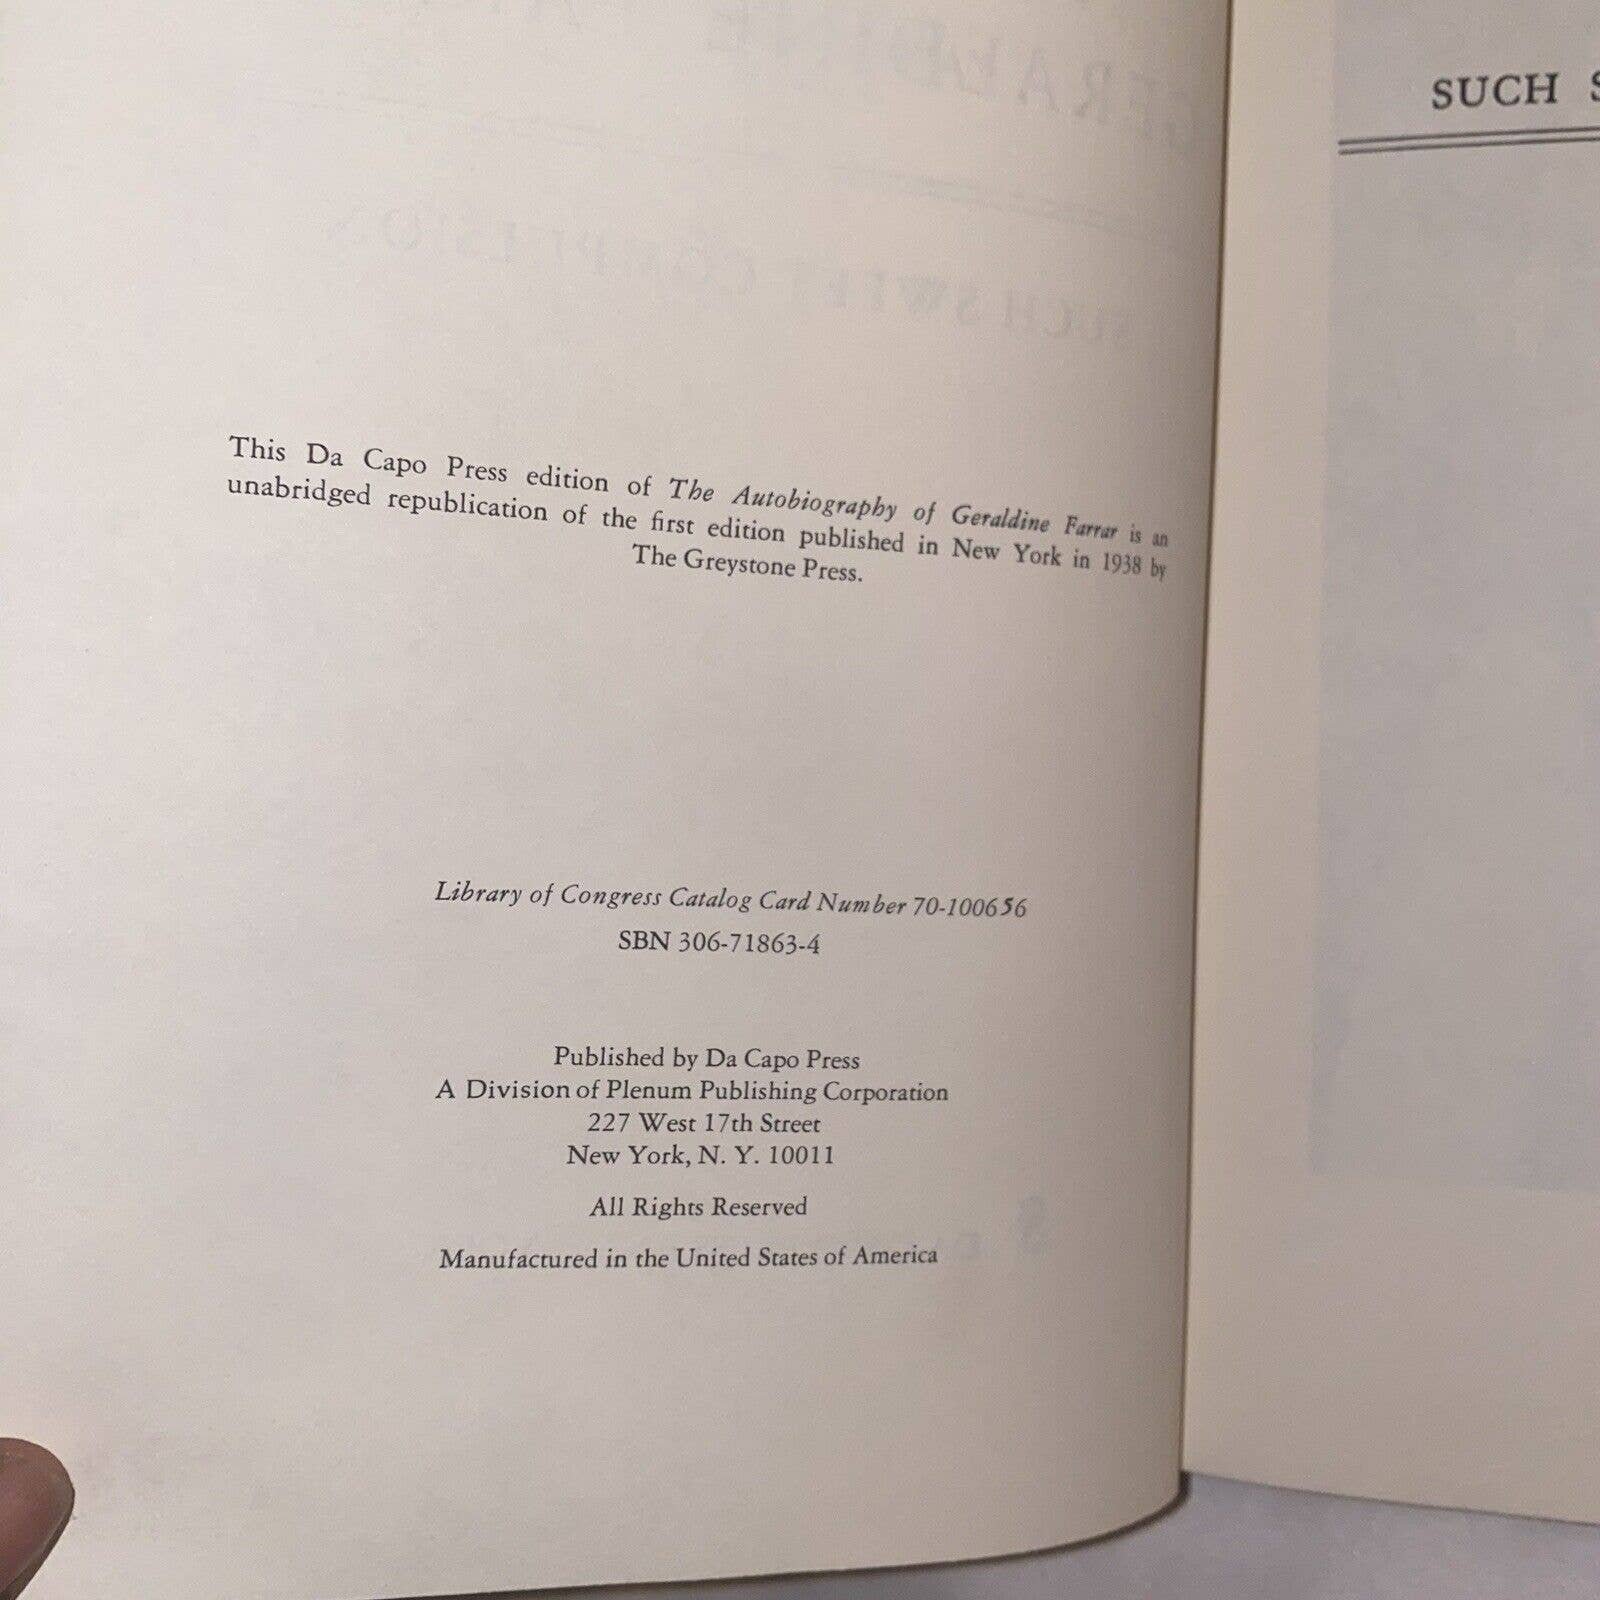 This Da Capo Press edition of The Autobiography of Geraldine Farrar is an
unabridged republication of the first edition published in New York in 1938 by
The Greystone Press.
Library of Congress Catalog Card Number 70-100656
SBN 306-71863-4
Published by Da Capo Press
A Division of Plenum Publishing Corporation
227 West 17th Street
New York, N. Y. 10011
All Rights Reserved
Manufactured in the United States of America
SUCH S